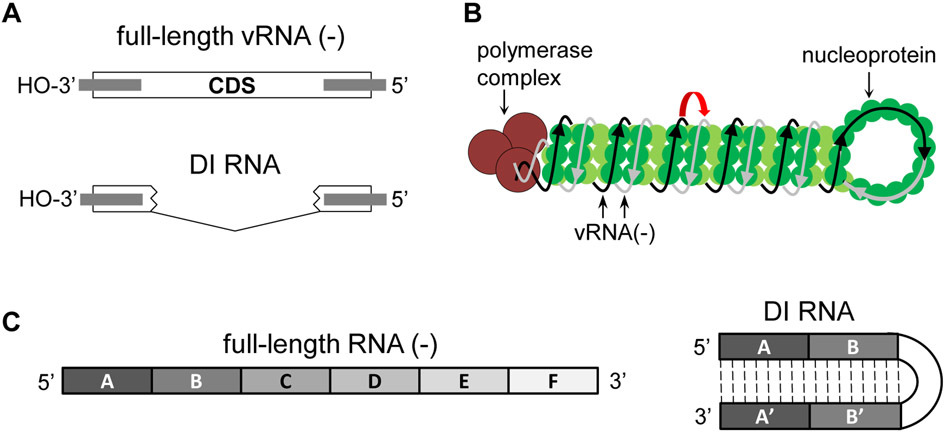 A
full-length vRNA (-)
HO-3’ CDS 5’
DI RNA
HO-3’ 5’
B
polymerase
complex
nucleoprotein
vRNA(-)
C
full-length RNA (-)
5’ A B C D E F 3’
DI RNA
5’ A B
3’ A’ B’